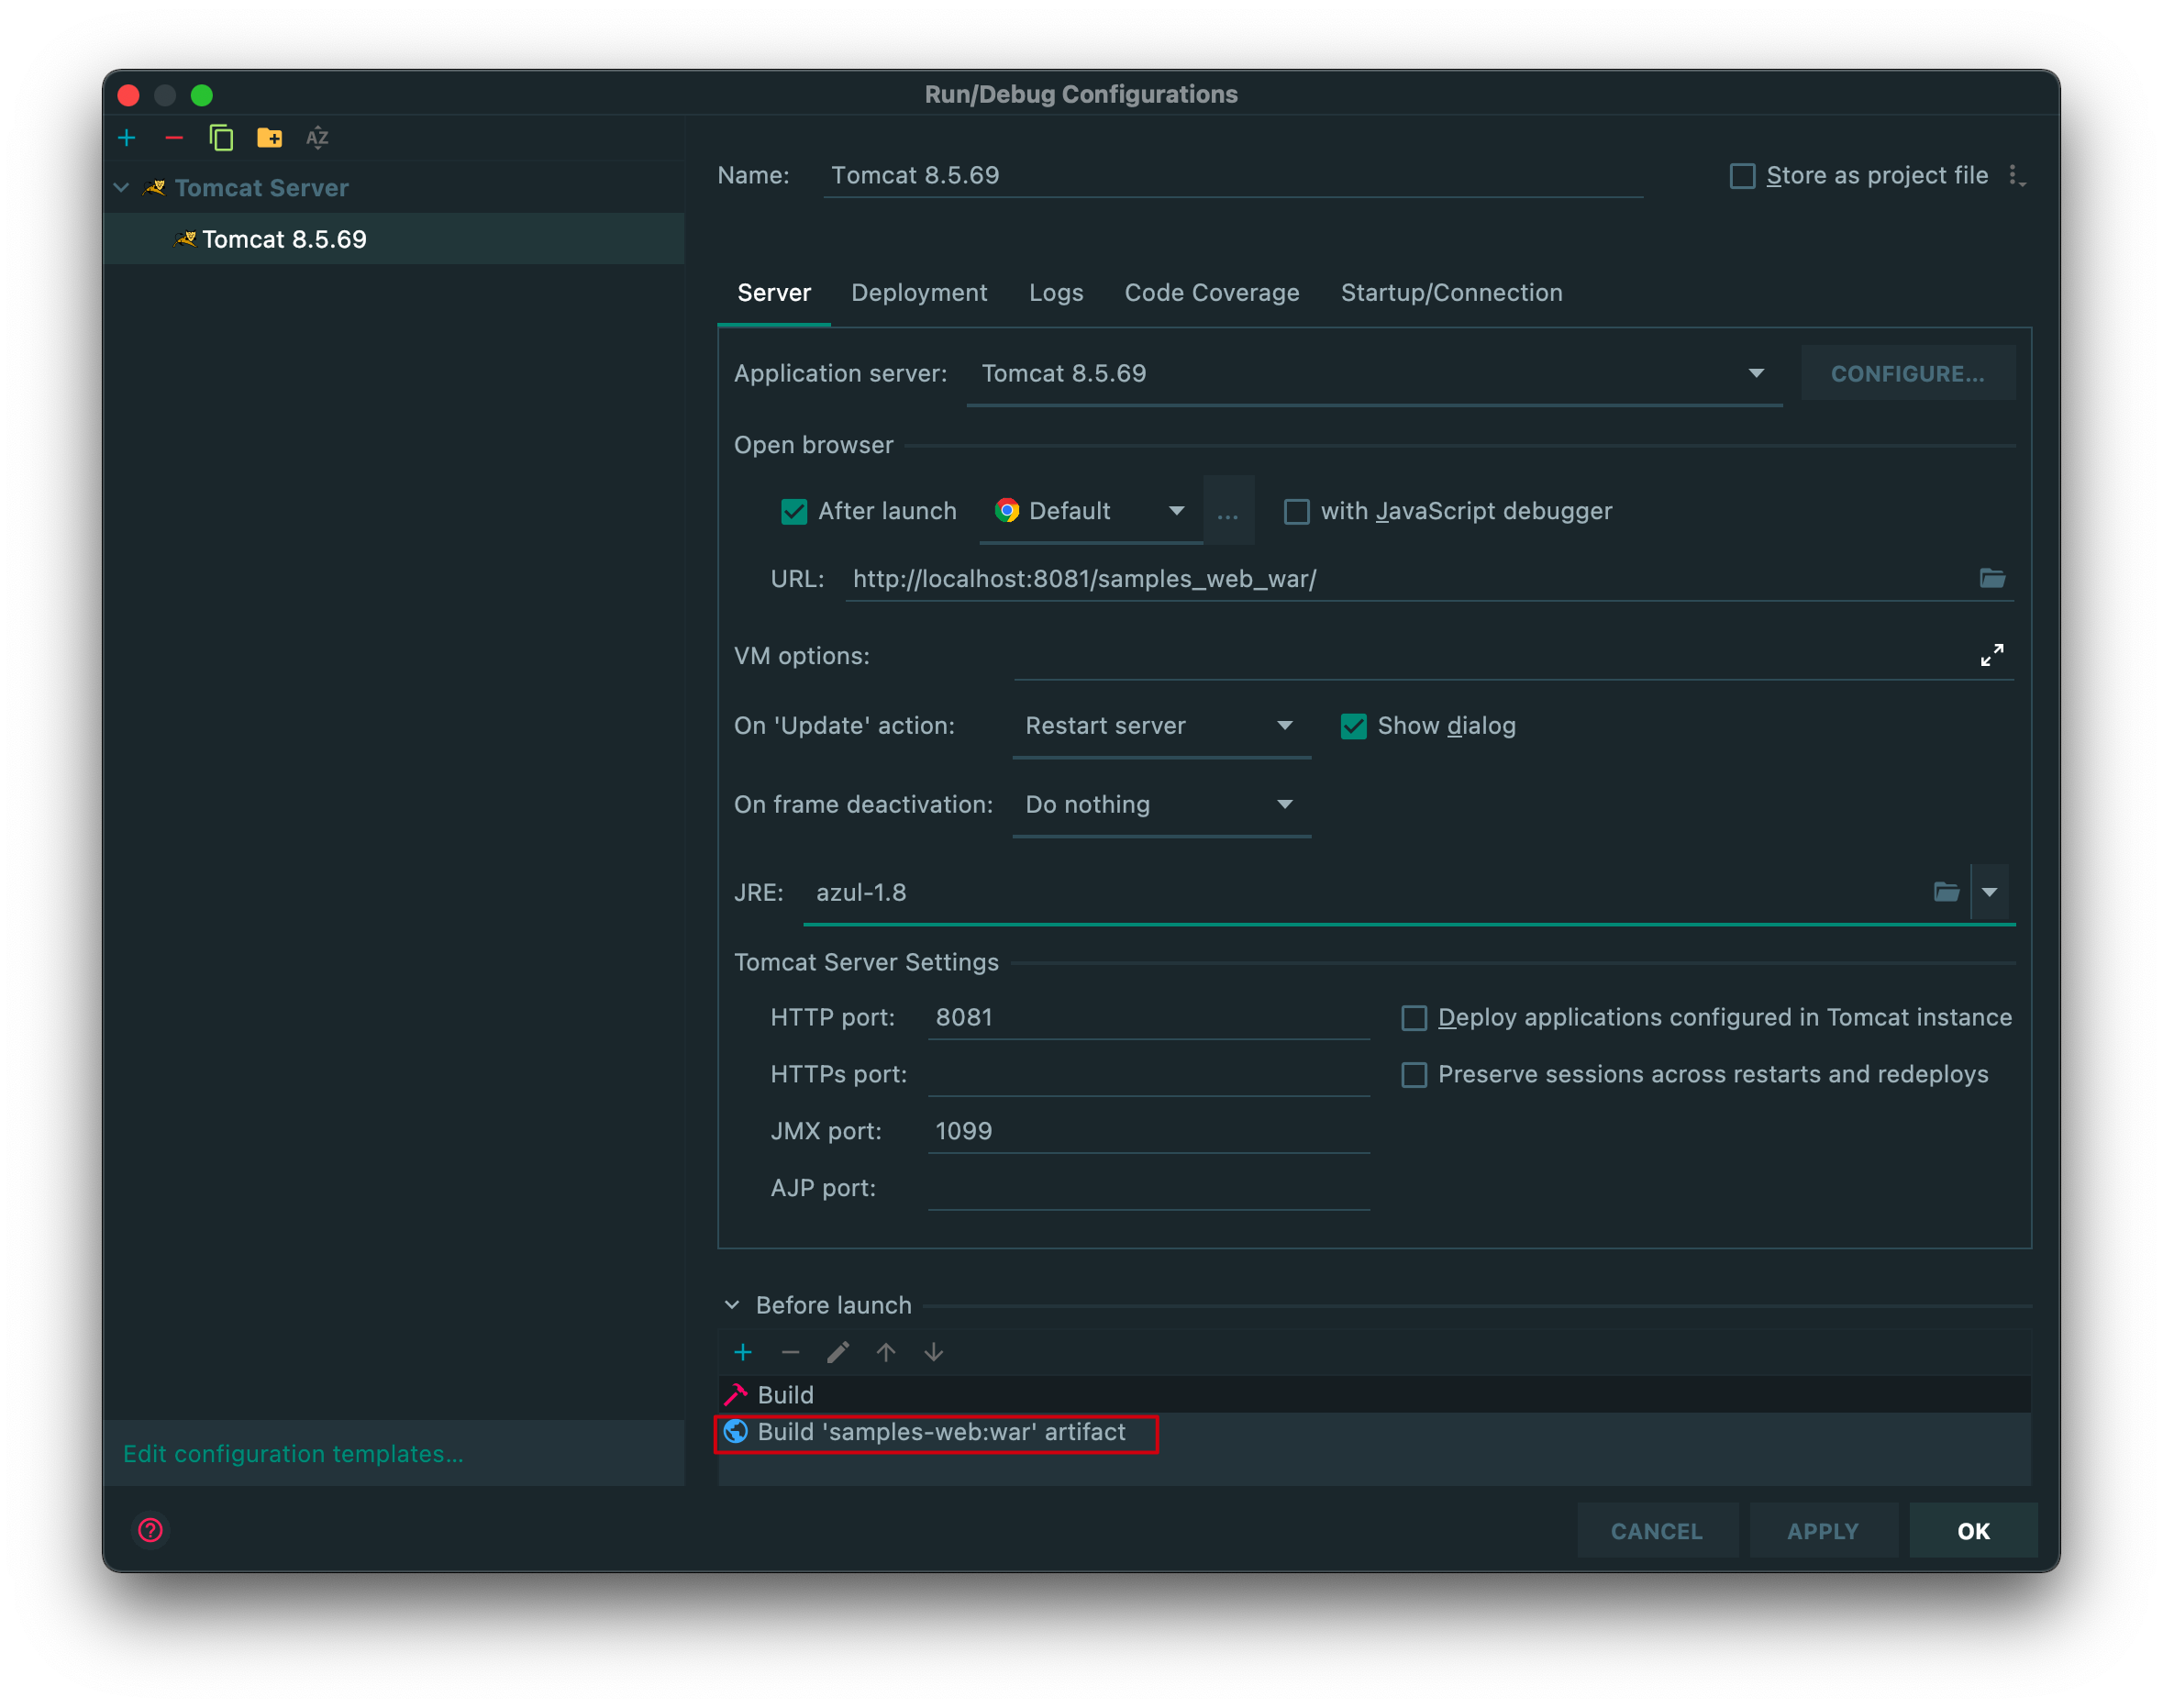 Run/Debug Configurations
Tomcat Server
Tomcat 8.5.69
Edit configuration templates...
Name: Tomcat 8.5.69 Store as project file
Server Deployment Logs Code Coverage Startup/Connection
Application server: Tomcat 8.5.69 CONFIGURE...
Open browser
After launch Default ... with JavaScript debugger
URL: http://localhost:8081/samples_web_war/
VM options:
On 'Update' action: Restart server Show dialog
On frame deactivation: Do nothing
JRE: azul-1.8
Tomcat Server Settings
HTTP port: 8081 Deploy applications configured in Tomcat instance
HTTPs port: Preserve sessions across restarts and redeploys
JMX port: 1099
AJP port:
Before launch
Build
Build 'samples-web:war' artifact
CANCEL APPLY OK